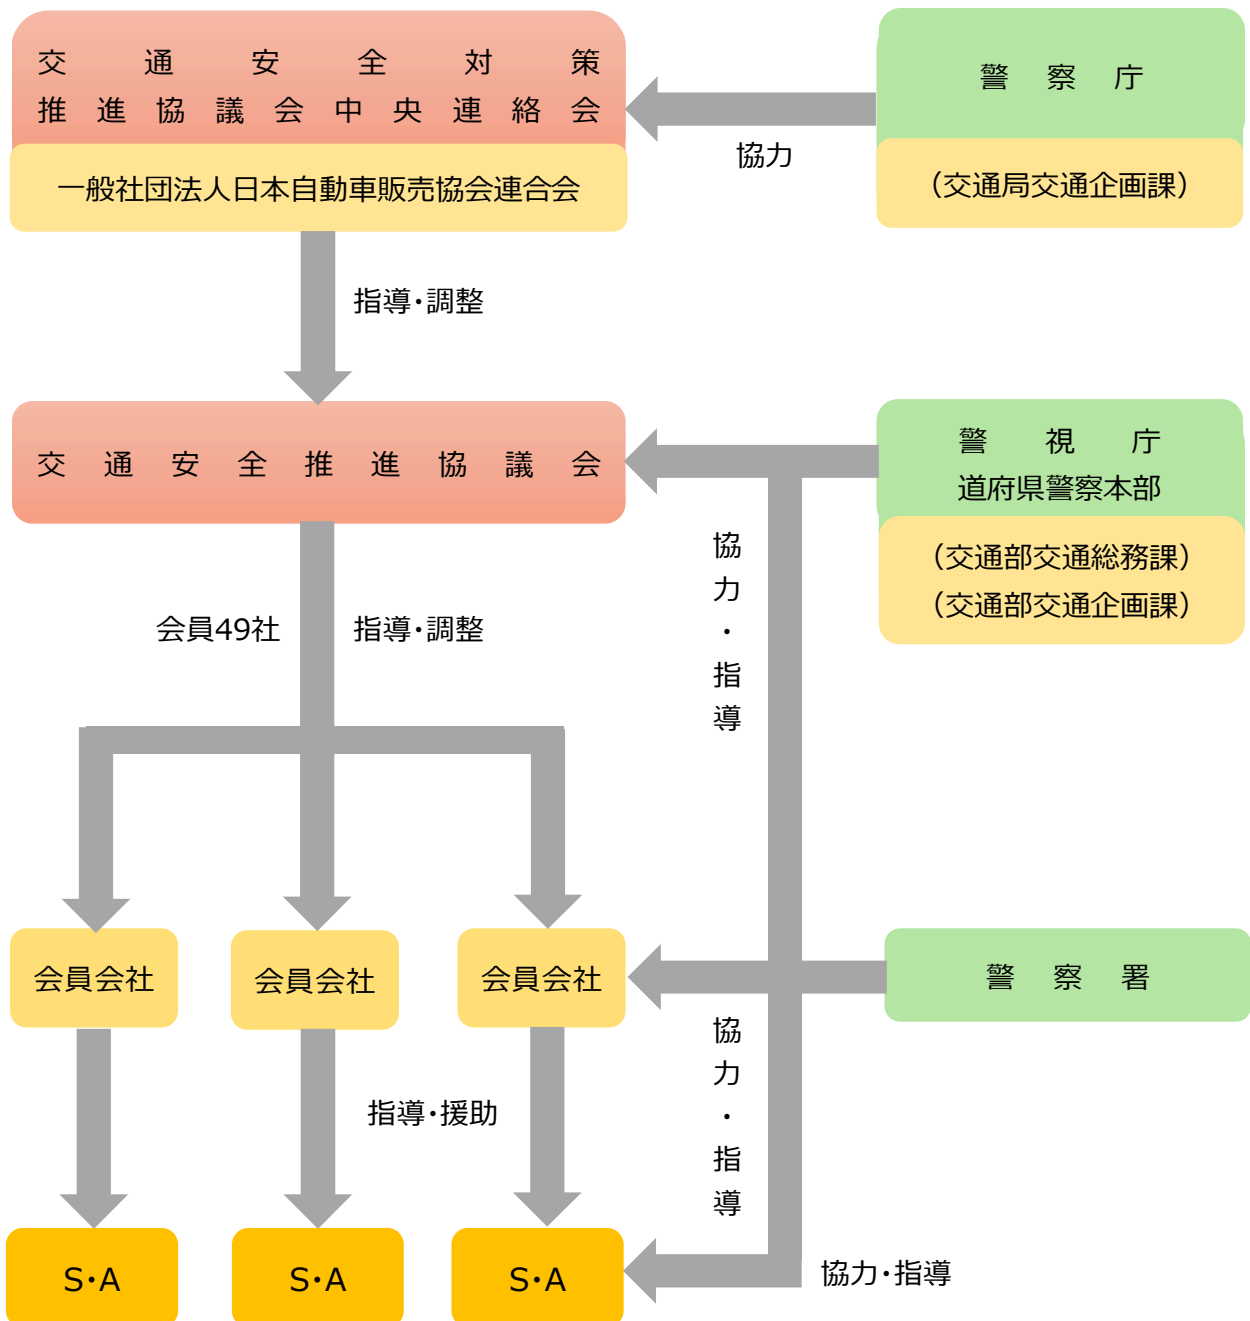 交通安全対策
推進協議会中央連絡会
一般社団法人日本自動車販売協会連合会
警察庁
（交通局交通企画課）
協力
指導・調整
交通安全推進協議会
警視庁
道府県警察本部
（交通部交通総務課）
（交通部交通企画課）
会員49社
指導・調整
協力・指導
会員会社
会員会社
会員会社
警察署
指導・援助
協力・指導
S・A
S・A
S・A
協力・指導